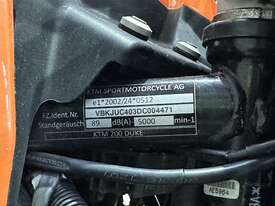 KTM SPORTMOTORCYCLE AG
e1*2002/24*0512
FZ.Ident.Nr. VBKJUC403DC004471
Standgeräusch: 89 dB(A)- 5000 min-1
KTM 200 DUKE